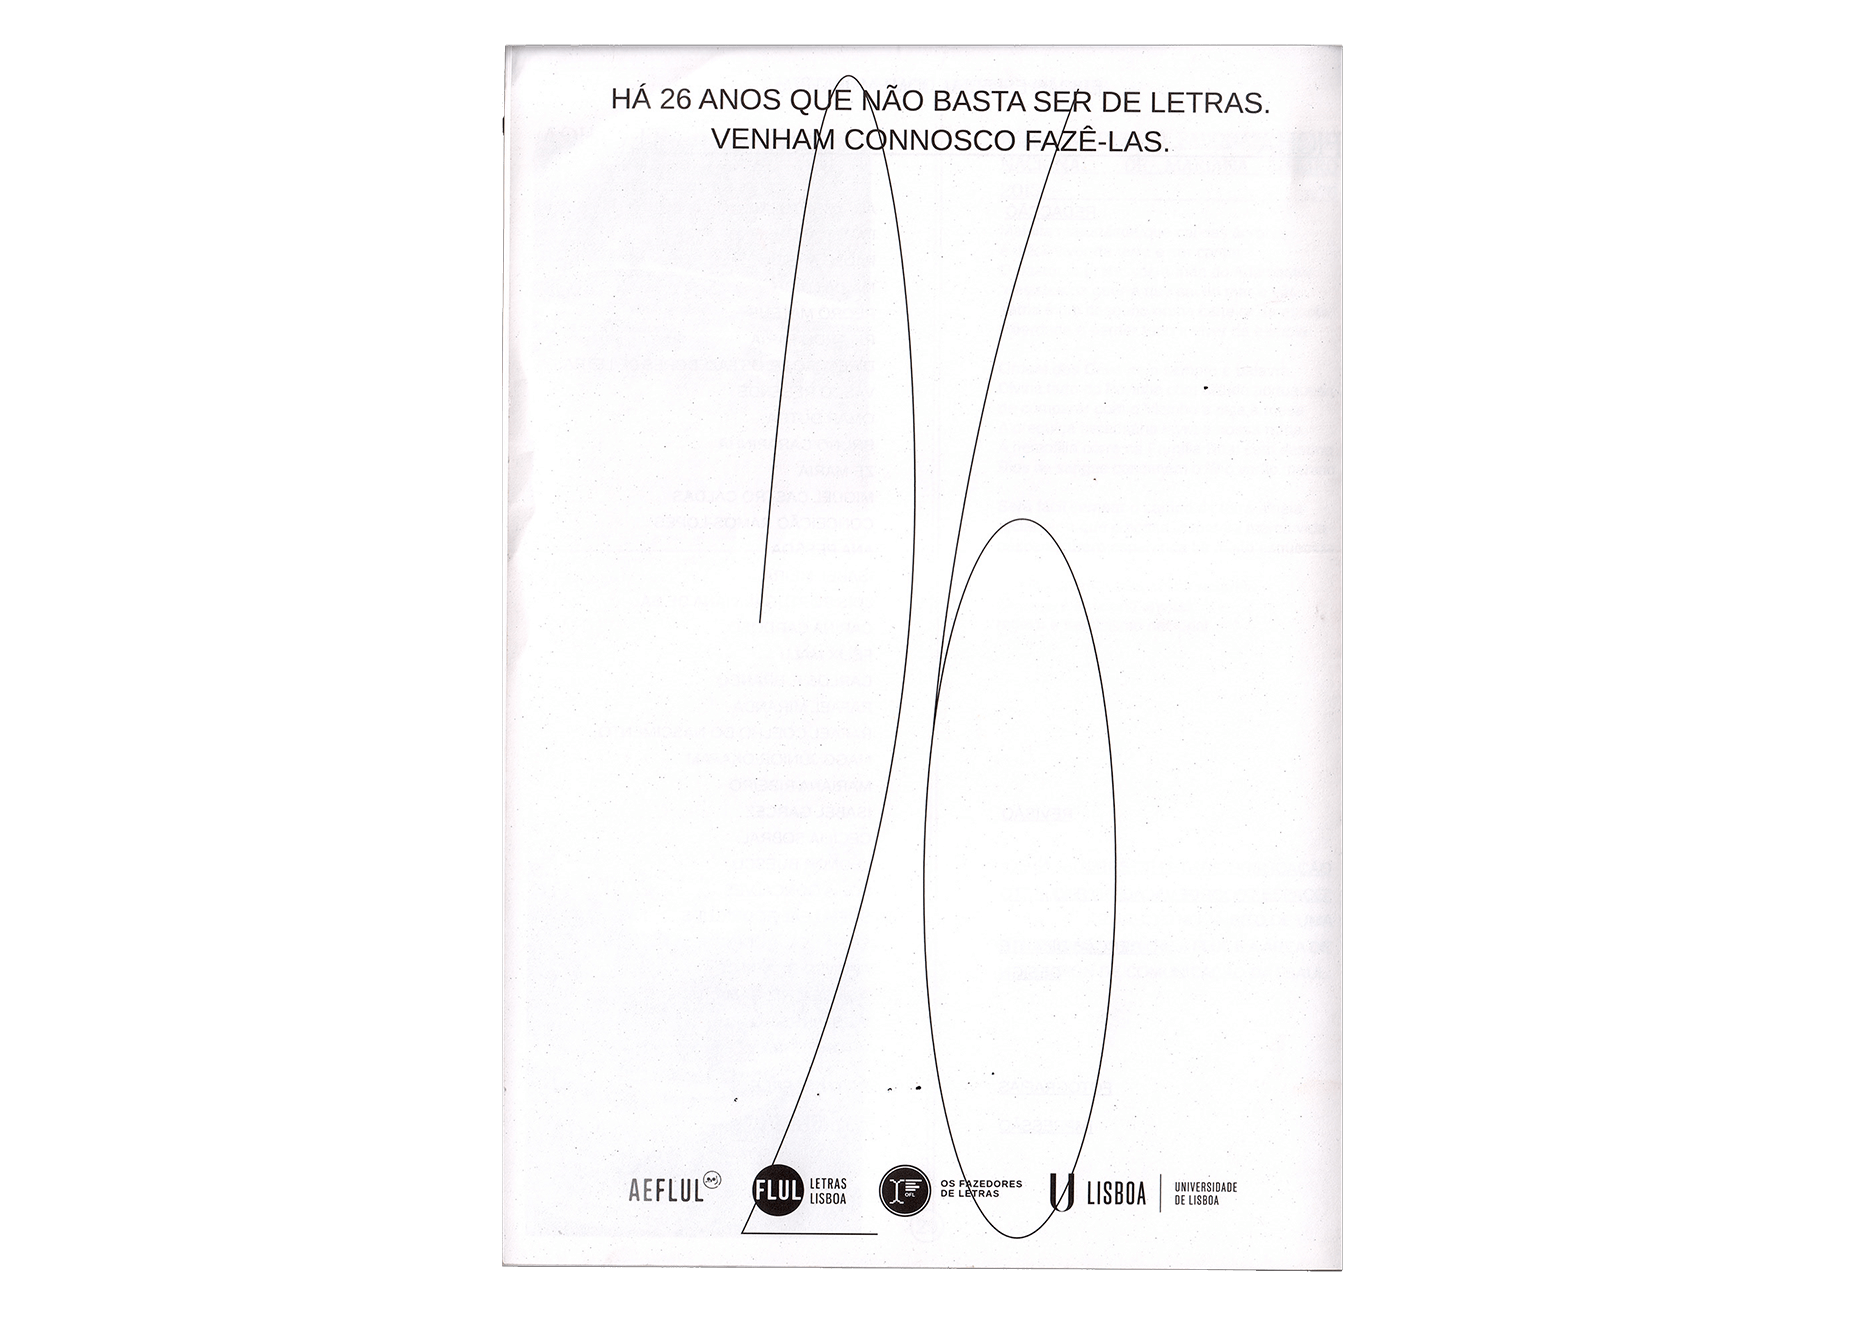 HÁ 26 ANOS QUE NÃO BASTA SER DE LETRAS.
VENHAM CONNOSCO FAZÊ-LAS.
26
AEFLUL
FLUL
LETRAS
LISBOA
OFL
OS FAZEDORES
DE LETRAS
U LISBOA
UNIVERSIDADE
DE LISBOA